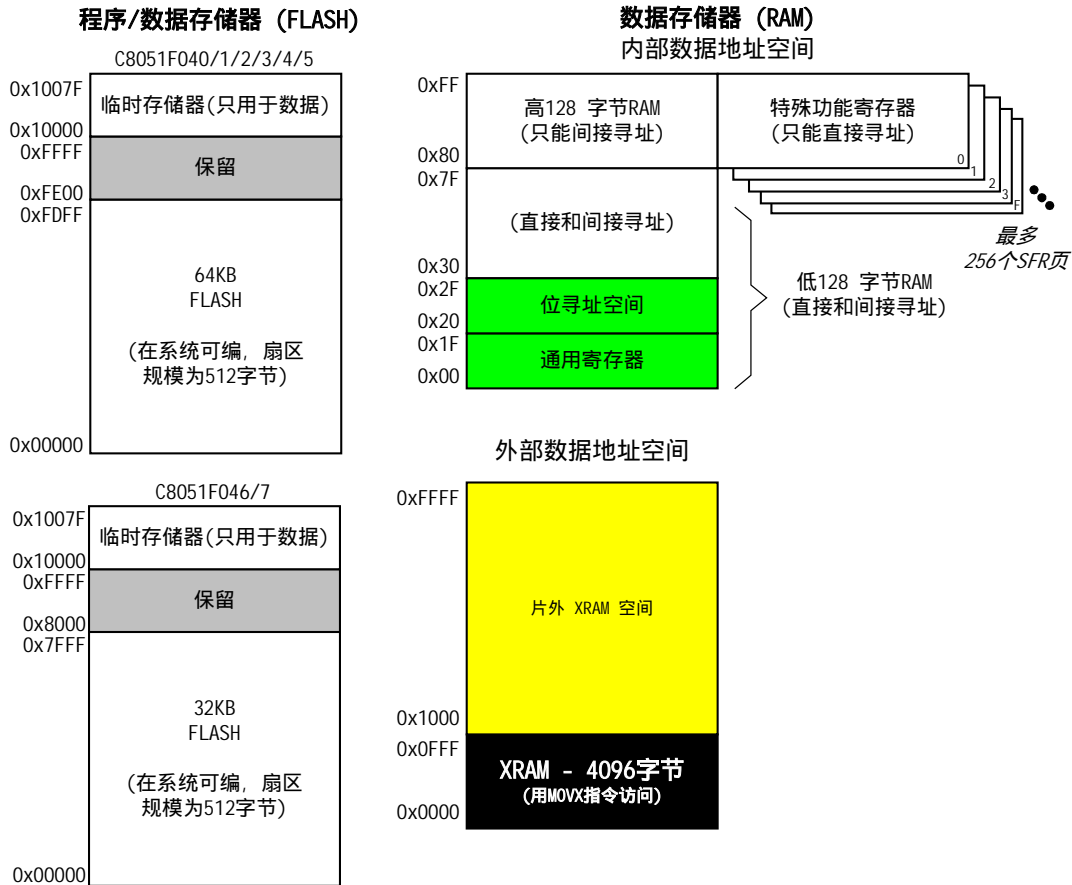 程序/数据存储器 (FLASH)
C8051F040/1/2/3/4/5
0x1007F
临时存储器(只用于数据)
0x10000
0xFFFF
保留
0xFE00
0xFDFF
64KB
FLASH
(在系统可编, 扇区
规模为512字节)
0x00000
C8051F046/7
0x1007F
临时存储器(只用于数据)
0x10000
0xFFFF
保留
0x8000
0x7FFF
32KB
FLASH
(在系统可编, 扇区
规模为512字节)
0x00000
数据存储器 (RAM)
内部数据地址空间
0xFF
高128 字节RAM
(只能间接寻址)
0x80
特殊功能寄存器
(只能直接寻址)
0
1
2
3
F
最多
256个SFR页
0x7F
(直接和间接寻址)
0x30
0x2F
位寻址空间
0x20
0x1F
通用寄存器
0x00
低128 字节RAM
(直接和间接寻址)
外部数据地址空间
0xFFFF
片外 XRAM 空间
0x1000
0x0FFF
XRAM - 4096字节
(用MOVX指令访问)
0x0000